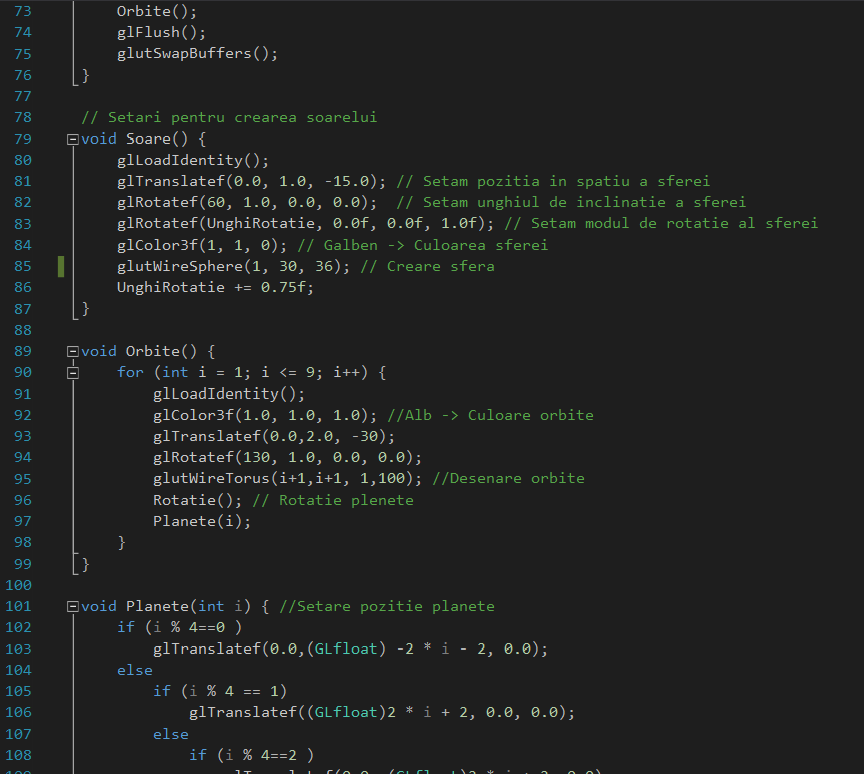 73 Orbite();
74 glFlush();
75 glutSwapBuffers();
76 }
77
78 // Setari pentru crearea soarelui
79 void Soare() {
80 glLoadIdentity();
81 glTranslatef(0.0, 1.0, -15.0); // Setam pozitia in spatiu a sferei
82 glRotatef(60, 1.0, 0.0, 0.0);  // Setam unghiul de inclinatie a sferei
83 glRotatef(UnghiRotatie, 0.0f, 0.0f, 1.0f); // Setam modul de rotatie al sferei
84 glColor3f(1, 1, 0); // Galben -> Culoarea sferei
85 glutWireSphere(1, 30, 36); // Creare sfera
86 UnghiRotatie += 0.75f;
87 }
88
89 void Orbite() {
90 for (int i = 1; i <= 9; i++) {
91 glLoadIdentity();
92 glColor3f(1.0, 1.0, 1.0); //Alb -> Culoare orbite
93 glTranslatef(0.0,2.0, -30);
94 glRotatef(130, 1.0, 0.0, 0.0);
95 glutWireTorus(i+1,i+1, 1,100); //Desenare orbite
96 Rotatie(); // Rotatie plenete
97 Planete(i);
98 }
99 }
100
101 void Planete(int i) { //Setare pozitie planete
102 if (i % 4==0 )
103 glTranslatef(0.0,(GLfloat) -2 * i - 2, 0.0);
104 else
105 if (i % 4 == 1)
106 glTranslatef((GLfloat)2 * i + 2, 0.0, 0.0);
107 else
108 if (i % 4==2 )